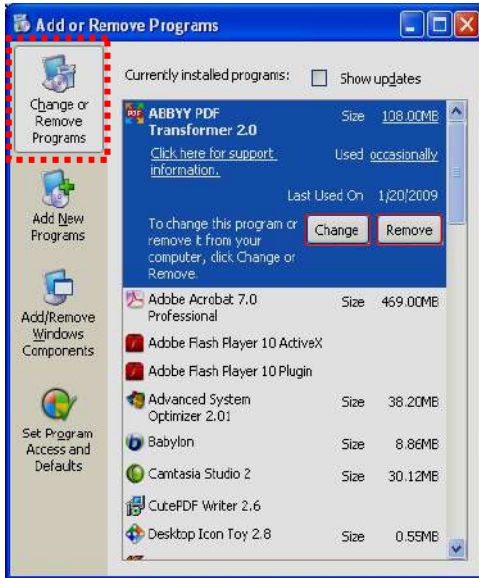 Add or Remove Programs
Change or
Remove
Programs
Add New
Programs
Add/Remove
Windows
Components
Set Program
Access and
Defaults
Currently installed programs:
Show updates
ABBYY PDF
Transformer 2.0
Size 108.00MB
Click here for support
information.
Used occasionally
Last Used On 1/20/2009
To change this program or
remove it from your
computer, click Change or
Remove.
Change
Remove
Adobe Acrobat 7.0
Professional
Size 469.00MB
Adobe Flash Player 10 ActiveX
Adobe Flash Player 10 Plugin
Advanced System
Optimizer 2.01
Size 38.20MB
Babylon Size 8.86MB
Camtasia Studio 2 Size 30.12MB
CutePDF Writer 2.6
Desktop Icon Toy 2.8 Size 0.55MB